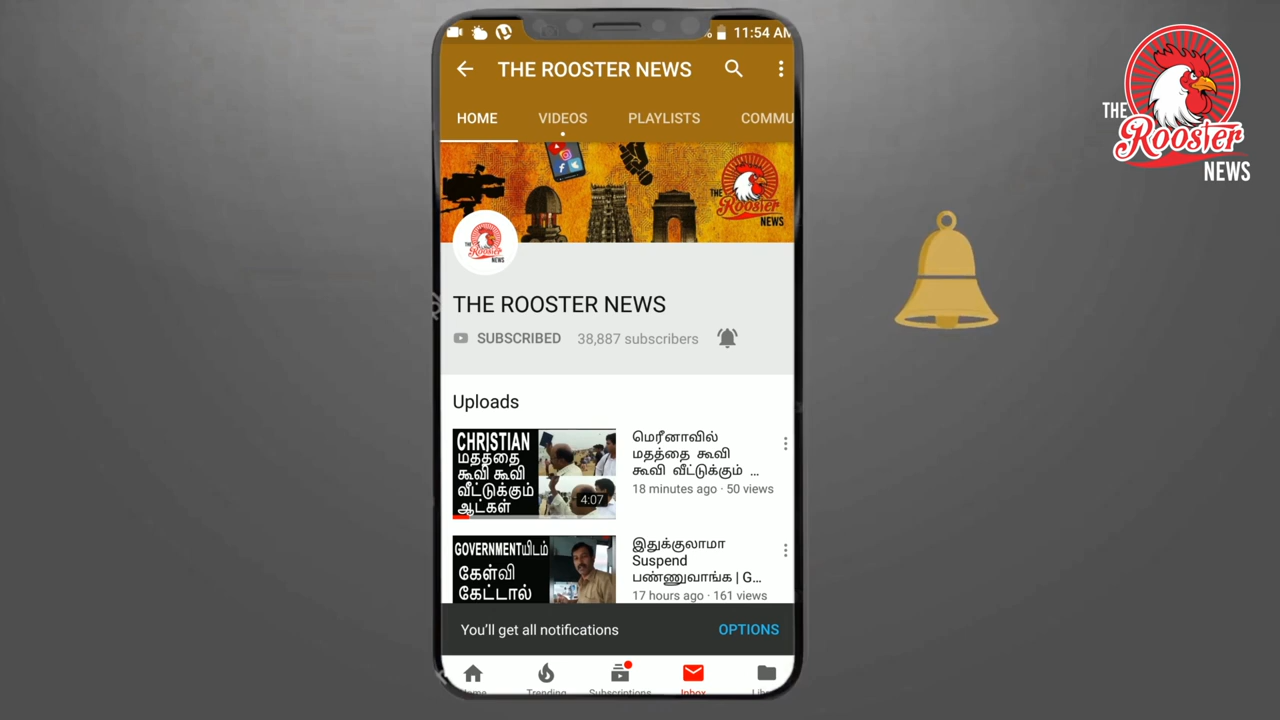 11:54 AM
THE ROOSTER NEWS
HOME VIDEOS PLAYLISTS COMMU
THE
Rooster
NEWS
THE
Rooster
NEWS
THE ROOSTER NEWS
SUBSCRIBED 38,887 subscribers
Uploads
CHRISTIAN
மதத்தை
கூவி கூவி
வீட்டுக்கும்
ஆட்கள்
4:07
மெரீனாவில்
மதத்தை கூவி
கூவி வீட்டுக்கும் ...
18 minutes ago · 50 views
GOVERNMENTயிடம்
கேள்வி
கேட்டால்
இதுக்குலாமா
Suspend
பண்ணுவாங்க | G...
17 hours ago · 161 views
You'll get all notifications OPTIONS
Trending Subscriptions Inbox